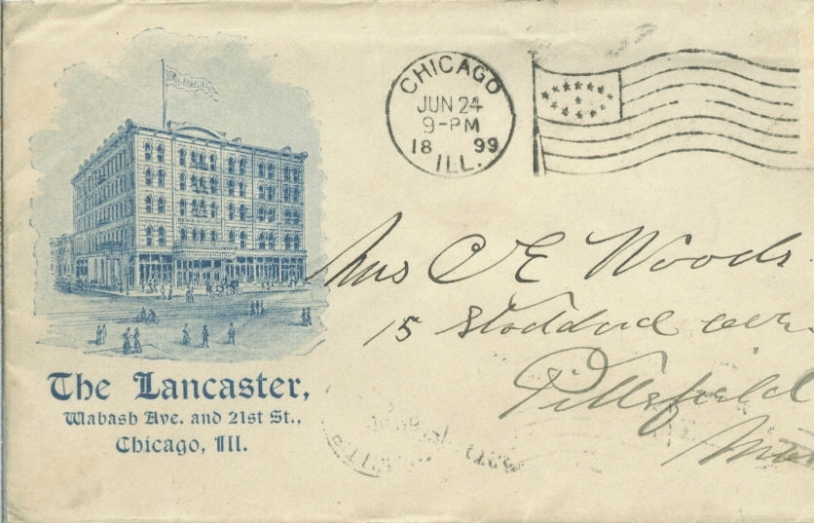 CHICAGO
JUN 24
9-PM
18 99
ILL.
The Lancaster,
Wabash Ave. and 21st St.,
Chicago, Ill.
Mrs C E Woods
15 Stoddard ave
Pittsfield
Mass